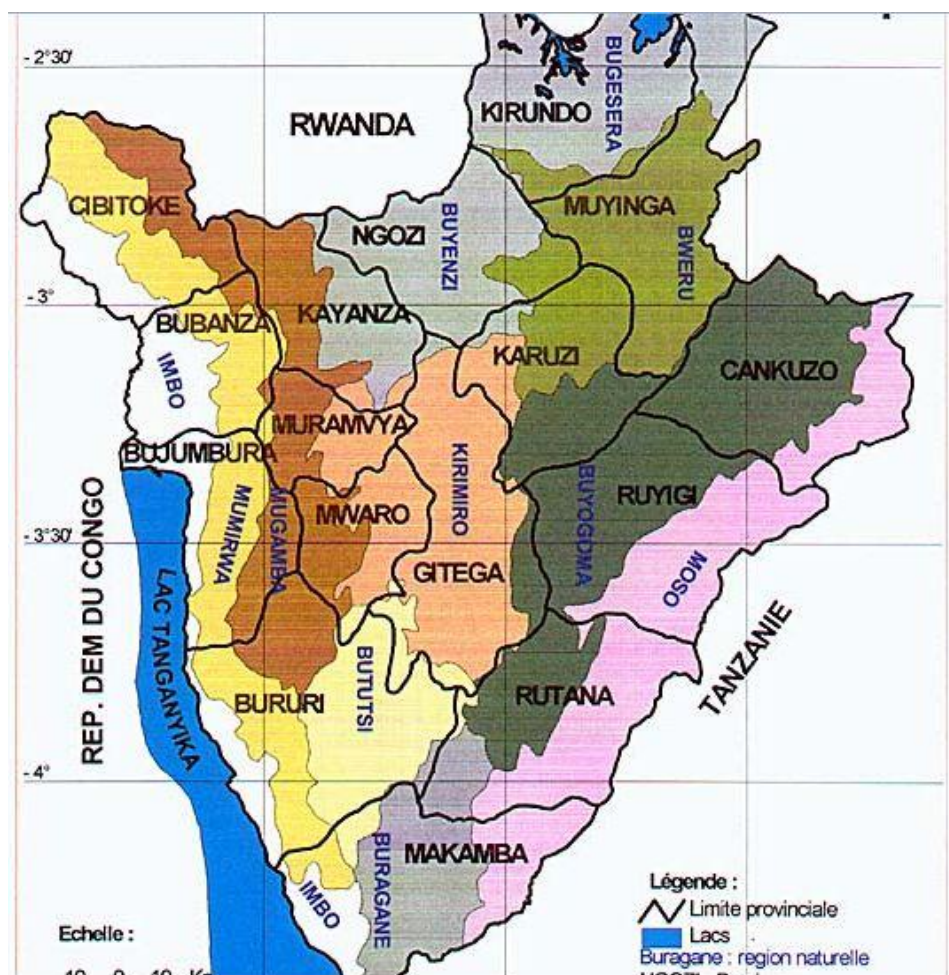 - 2°30'
BUGESERA
KIRUNDO
RWANDA
CIBITOKE
MUYINGA
NGOZI
BUYENZI
BWERU
- 3°
KAYANZA
BUBANZA
IMBO
KARUZI
CANKUZO
MURAMVYA
BUJUMBURA
KIRIMIRO
BUYOGOMA
RUYIGI
MUMIRWA
MUGAMBA
MWARO
- 3°30'
GITEGA
MOSO
REP. DEM DU CONGO
LAC TANGANYIKA
TANZANIE
BURURI
BUTUTSI
RUTANA
- 4°
BURAGANE
MAKAMBA
IMBO
Légende :
Limite provinciale
Lacs
Buragane : region naturelle
Echelle :